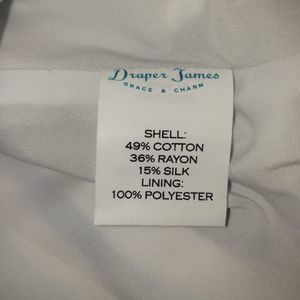 Draper James
GRACE & CHARM
SHELL:
49% COTTON
36% RAYON
15% SILK
LINING:
100% POLYESTER